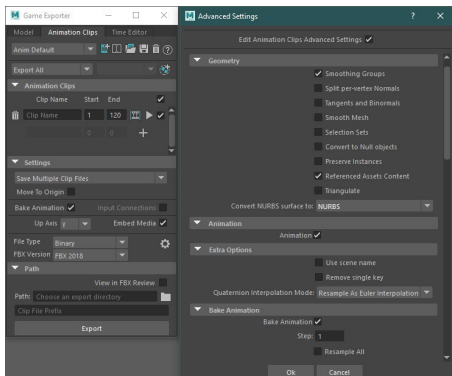 Game Exporter
Model Animation Clips Time Editor
Anim Default
Export All
Animation Clips
Clip Name Start End
Clip Name 1 120
0 0
Settings
Save Multiple Clip Files
Move To Origin
Bake Animation Input Connections
Up Axis y Embed Media
File Type Binary
FBX Version FBX 2018
Path
View in FBX Review
Path: Choose an export directory
Clip File Prefix
Export
Advanced Settings
Edit Animation Clips Advanced Settings
Geometry
Smoothing Groups
Split per-vertex Normals
Tangents and Binormals
Smooth Mesh
Selection Sets
Convert to Null objects
Preserve Instances
Referenced Assets Content
Triangulate
Convert NURBS surface to: NURBS
Animation
Animation
Extra Options
Use scene name
Remove single key
Quaternion Interpolation Mode: Resample As Euler Interpolation
Bake Animation
Bake Animation
Step: 1
Resample All
Ok Cancel